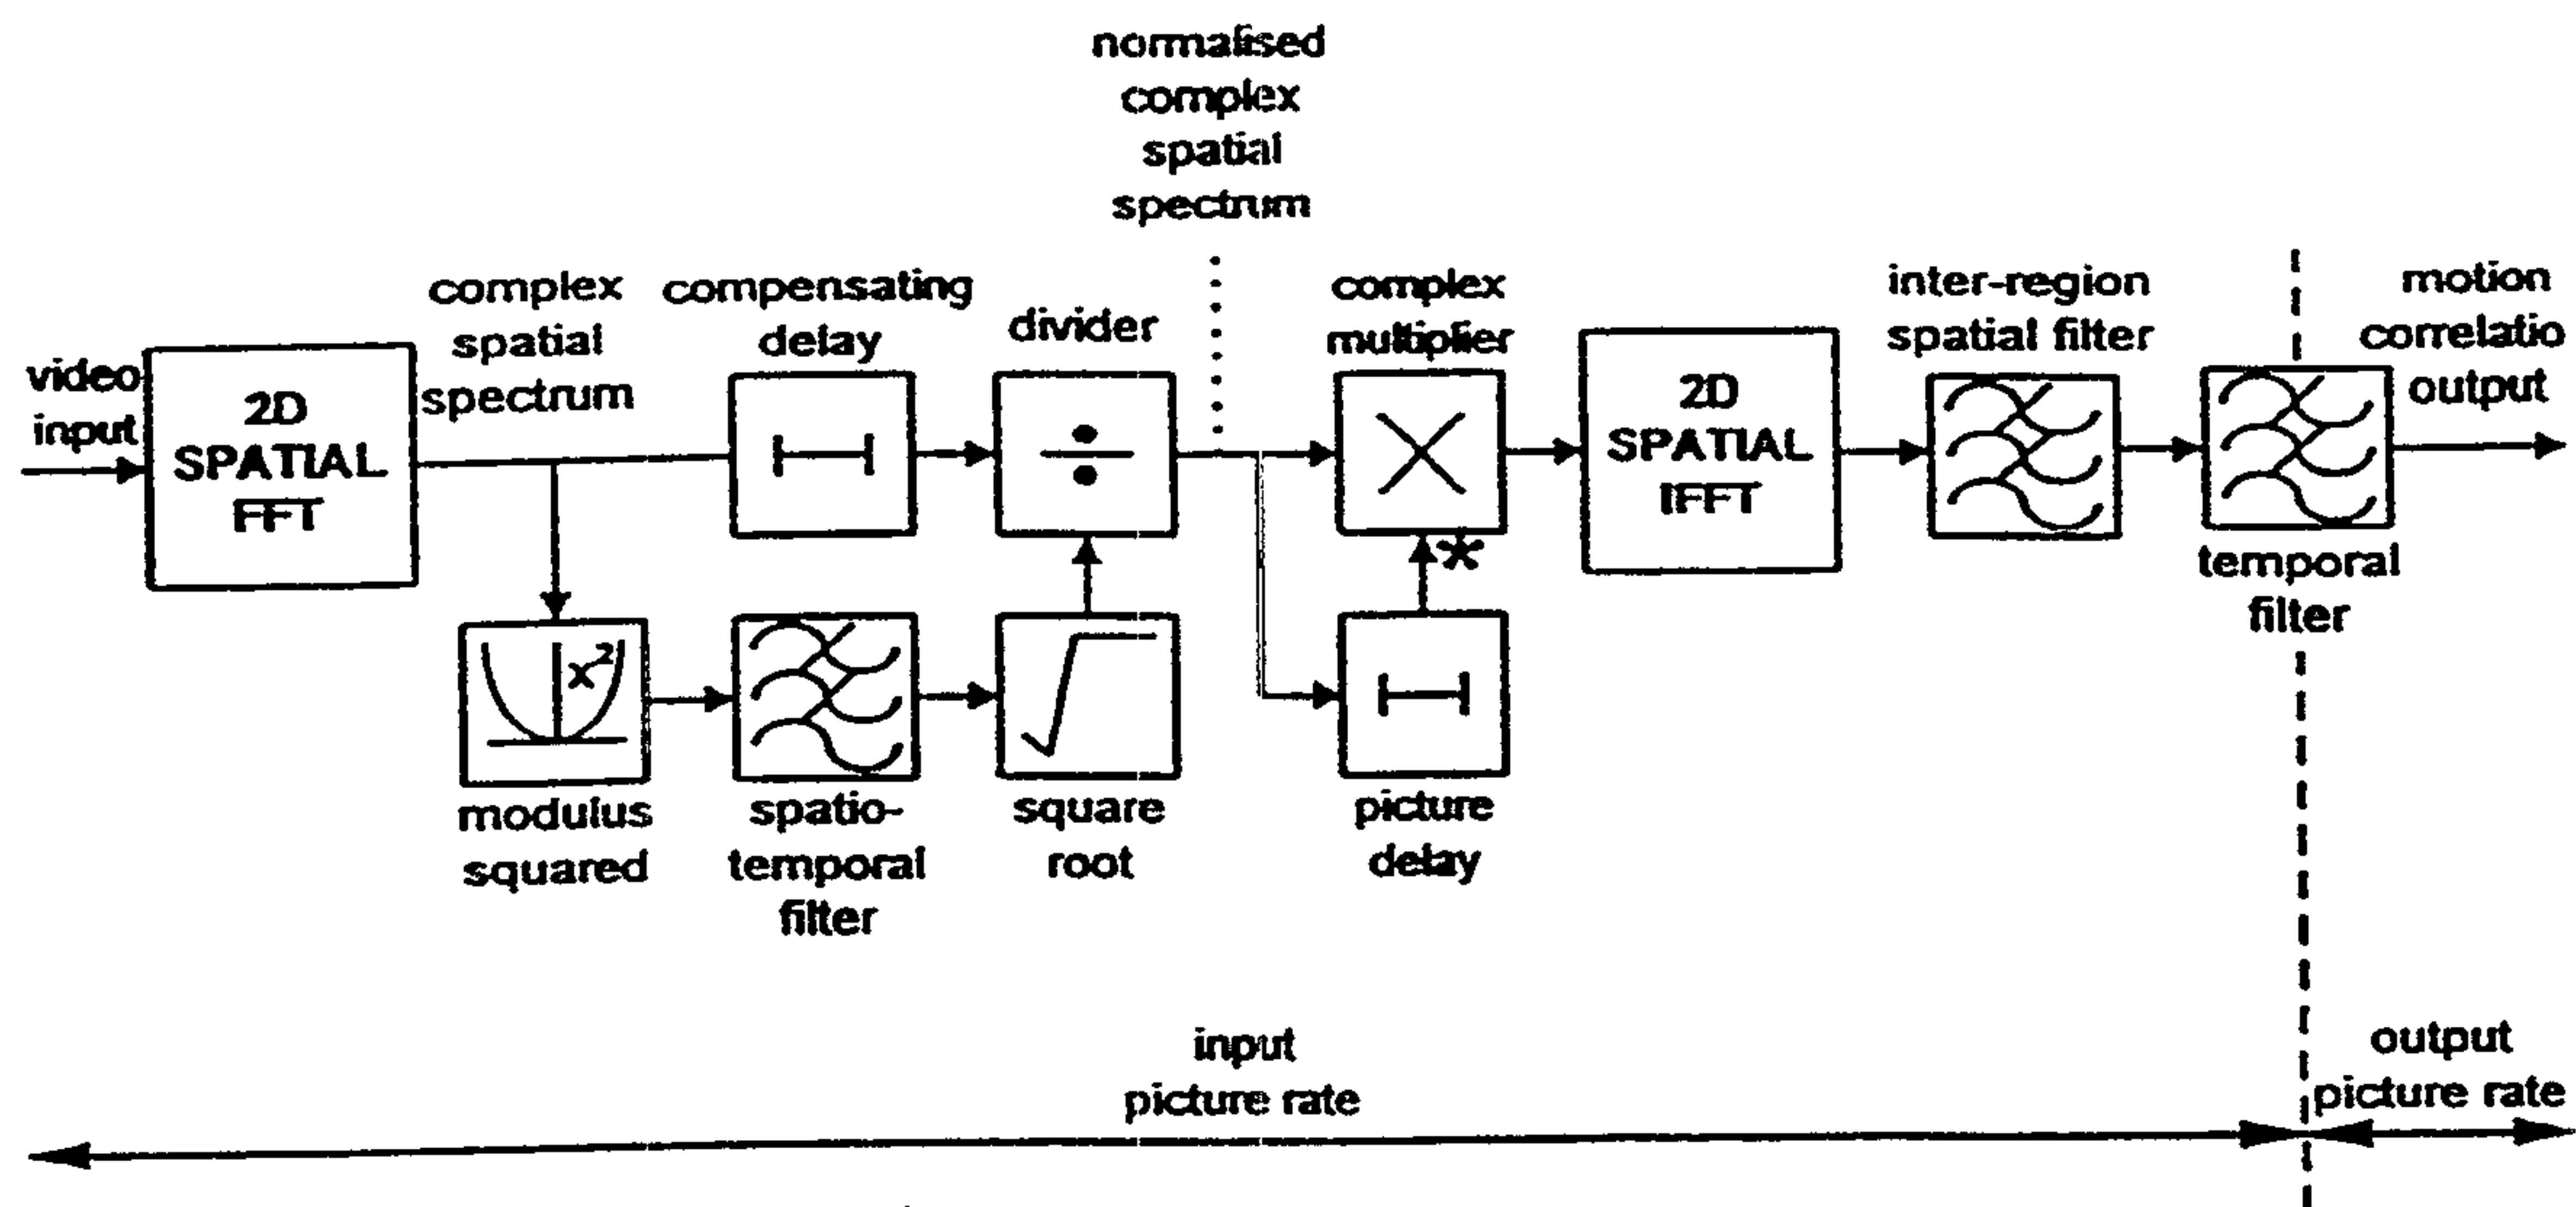 normalised
complex
spatial
spectrum
video
input
2D
SPATIAL
FFT
complex
spatial
spectrum
compensating
delay
divider
complex
multiplier
*
2D
SPATIAL
IFFT
inter-region
spatial filter
motion
correlatio
output
temporal
filter
x²
modulus
squared
spatio-
temporal
filter
square
root
picture
delay
input
picture rate
output
picture rate